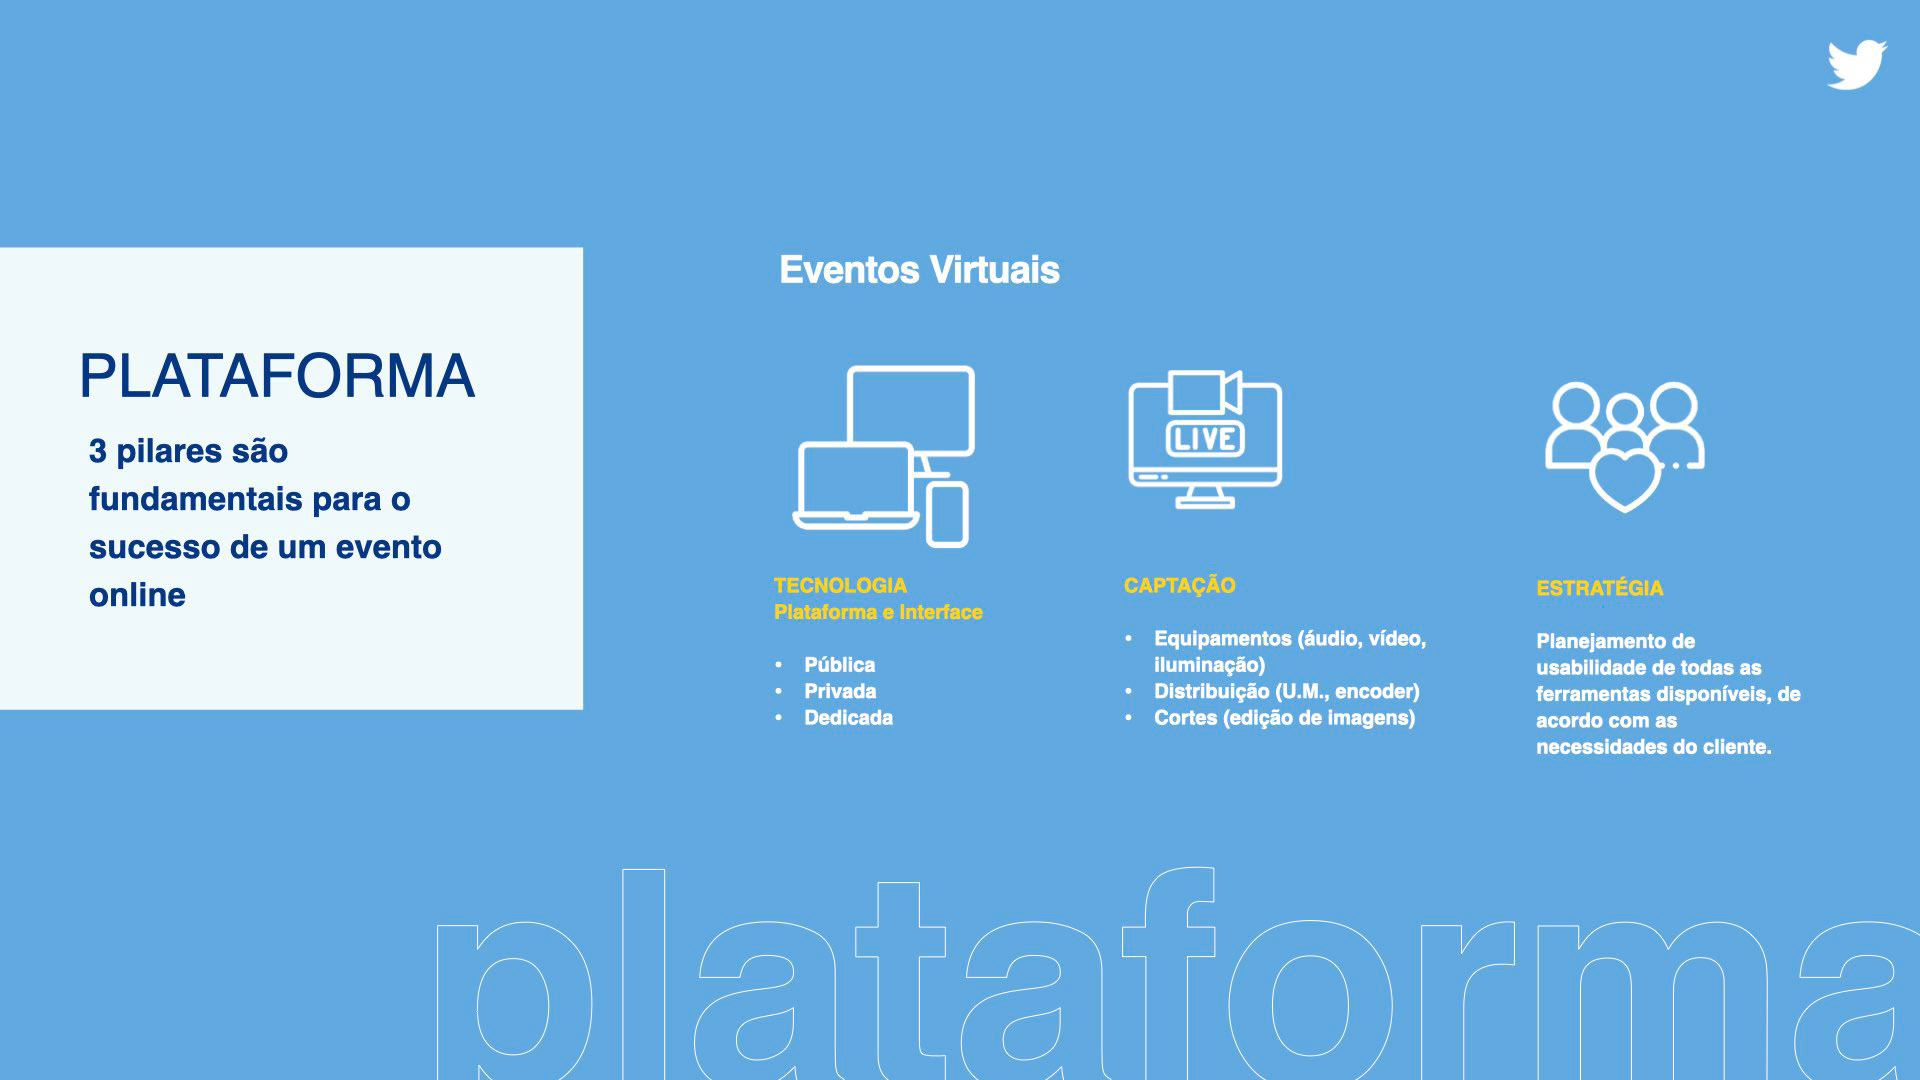 PLATAFORMA
3 pilares são
fundamentais para o
sucesso de um evento
online
Eventos Virtuais
LIVE
TECNOLOGIA
Plataforma e Interface
• Pública
• Privada
• Dedicada
CAPTAÇÃO
• Equipamentos (áudio, vídeo,
iluminação)
• Distribuição (U.M., encoder)
• Cortes (edição de imagens)
ESTRATÉGIA
Planejamento de
usabilidade de todas as
ferramentas disponíveis, de
acordo com as
necessidades do cliente.
plataforma